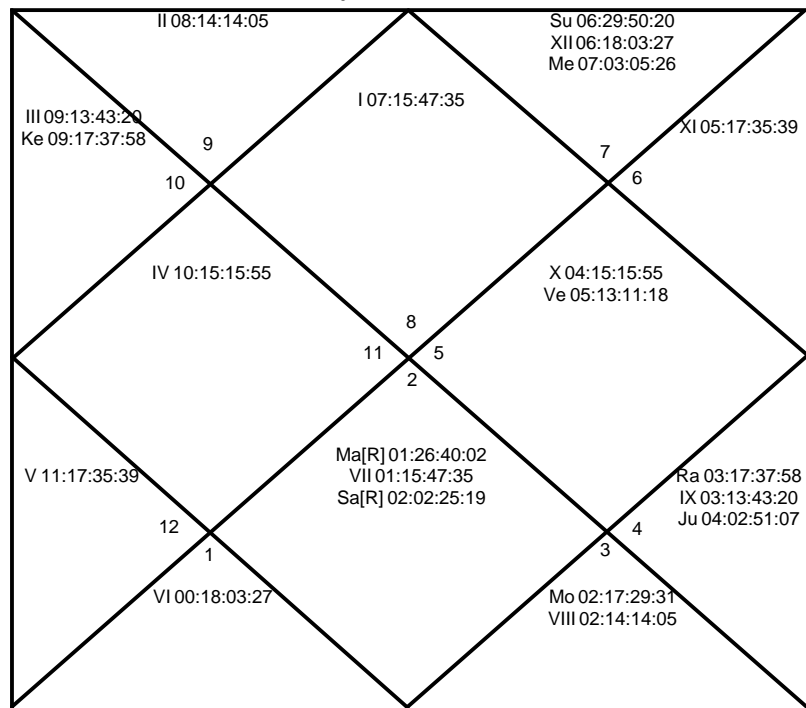 II 08:14:14:05
Su 06:29:50:20
XII 06:18:03:27
Me 07:03:05:26
I 07:15:47:35
III 09:13:43:20
Ke 09:17:37:58
XI 05:17:35:39
9
7
10
6
IV 10:15:15:55
X 04:15:15:55
Ve 05:13:11:18
8
11
5
2
Ma[R] 01:26:40:02
VII 01:15:47:35
Sa[R] 02:02:25:19
V 11:17:35:39
Ra 03:17:37:58
IX 03:13:43:20
Ju 04:02:51:07
12
4
1
3
VI 00:18:03:27
Mo 02:17:29:31
VIII 02:14:14:05